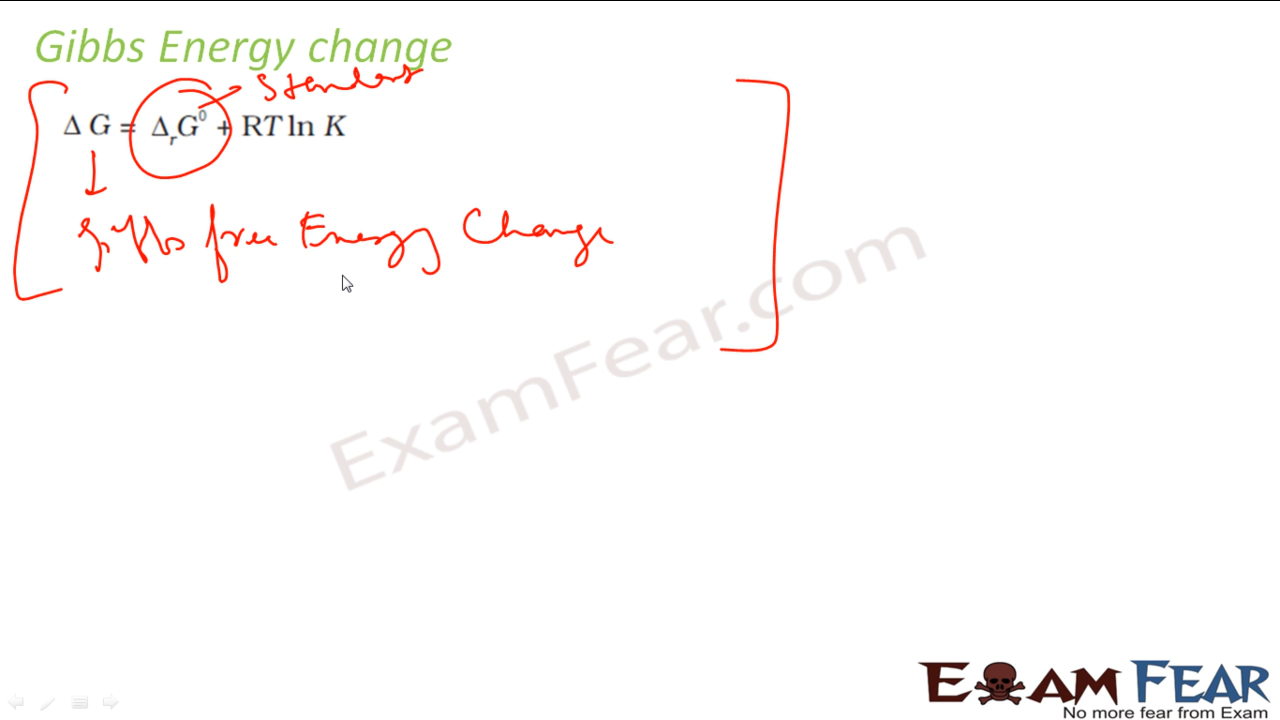 Gibbs Energy change
Standard
Δ G = ΔᵣG⁰ + RT ln K
Gibbs free Energy Change
ExamFear.com
EXAM FEAR
No more fear from Exam